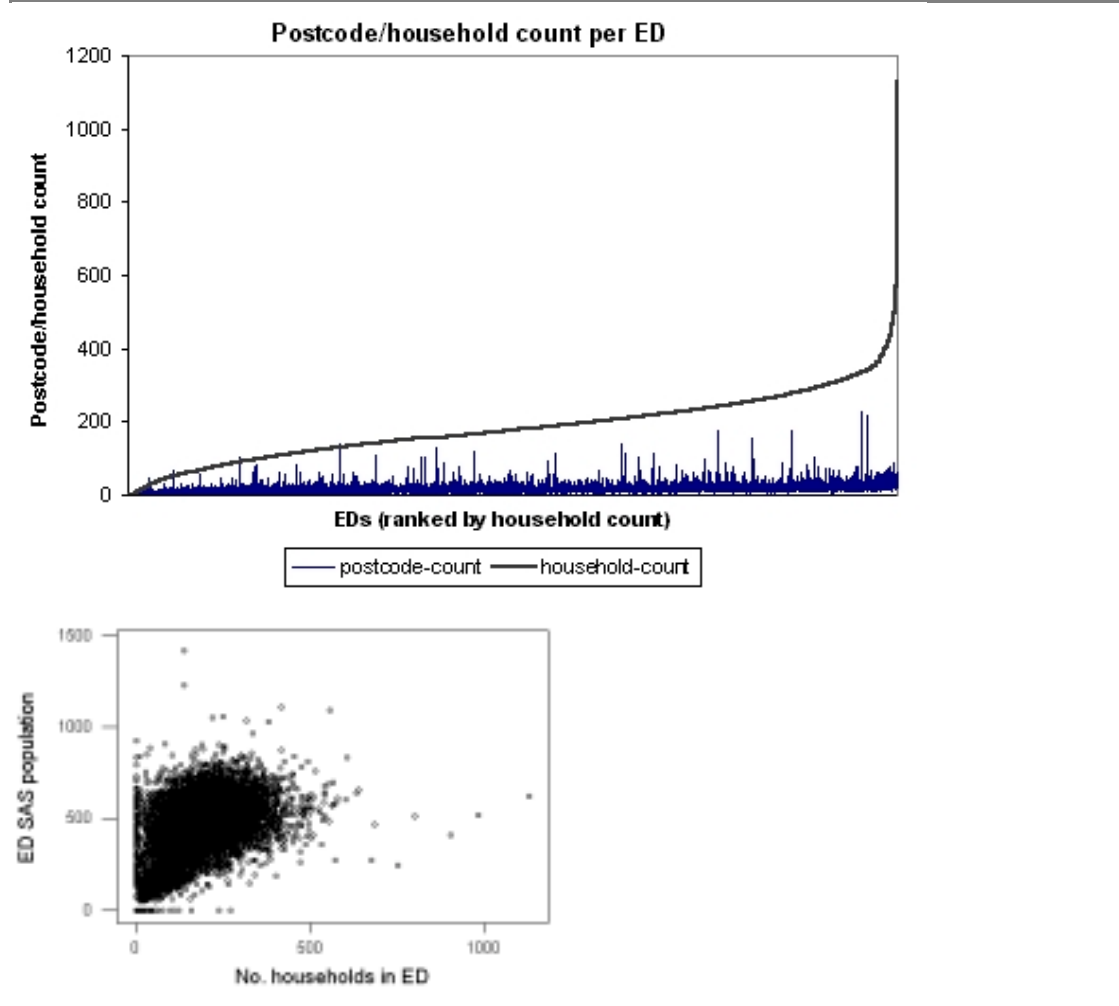 Postcode/household count per ED
1200
1000
800
600
400
200
0
Postcode/household count
EDs (ranked by household count)
postcode-count household-count
1500
1000
500
0
ED SAS population
0 500 1000
No. households in ED